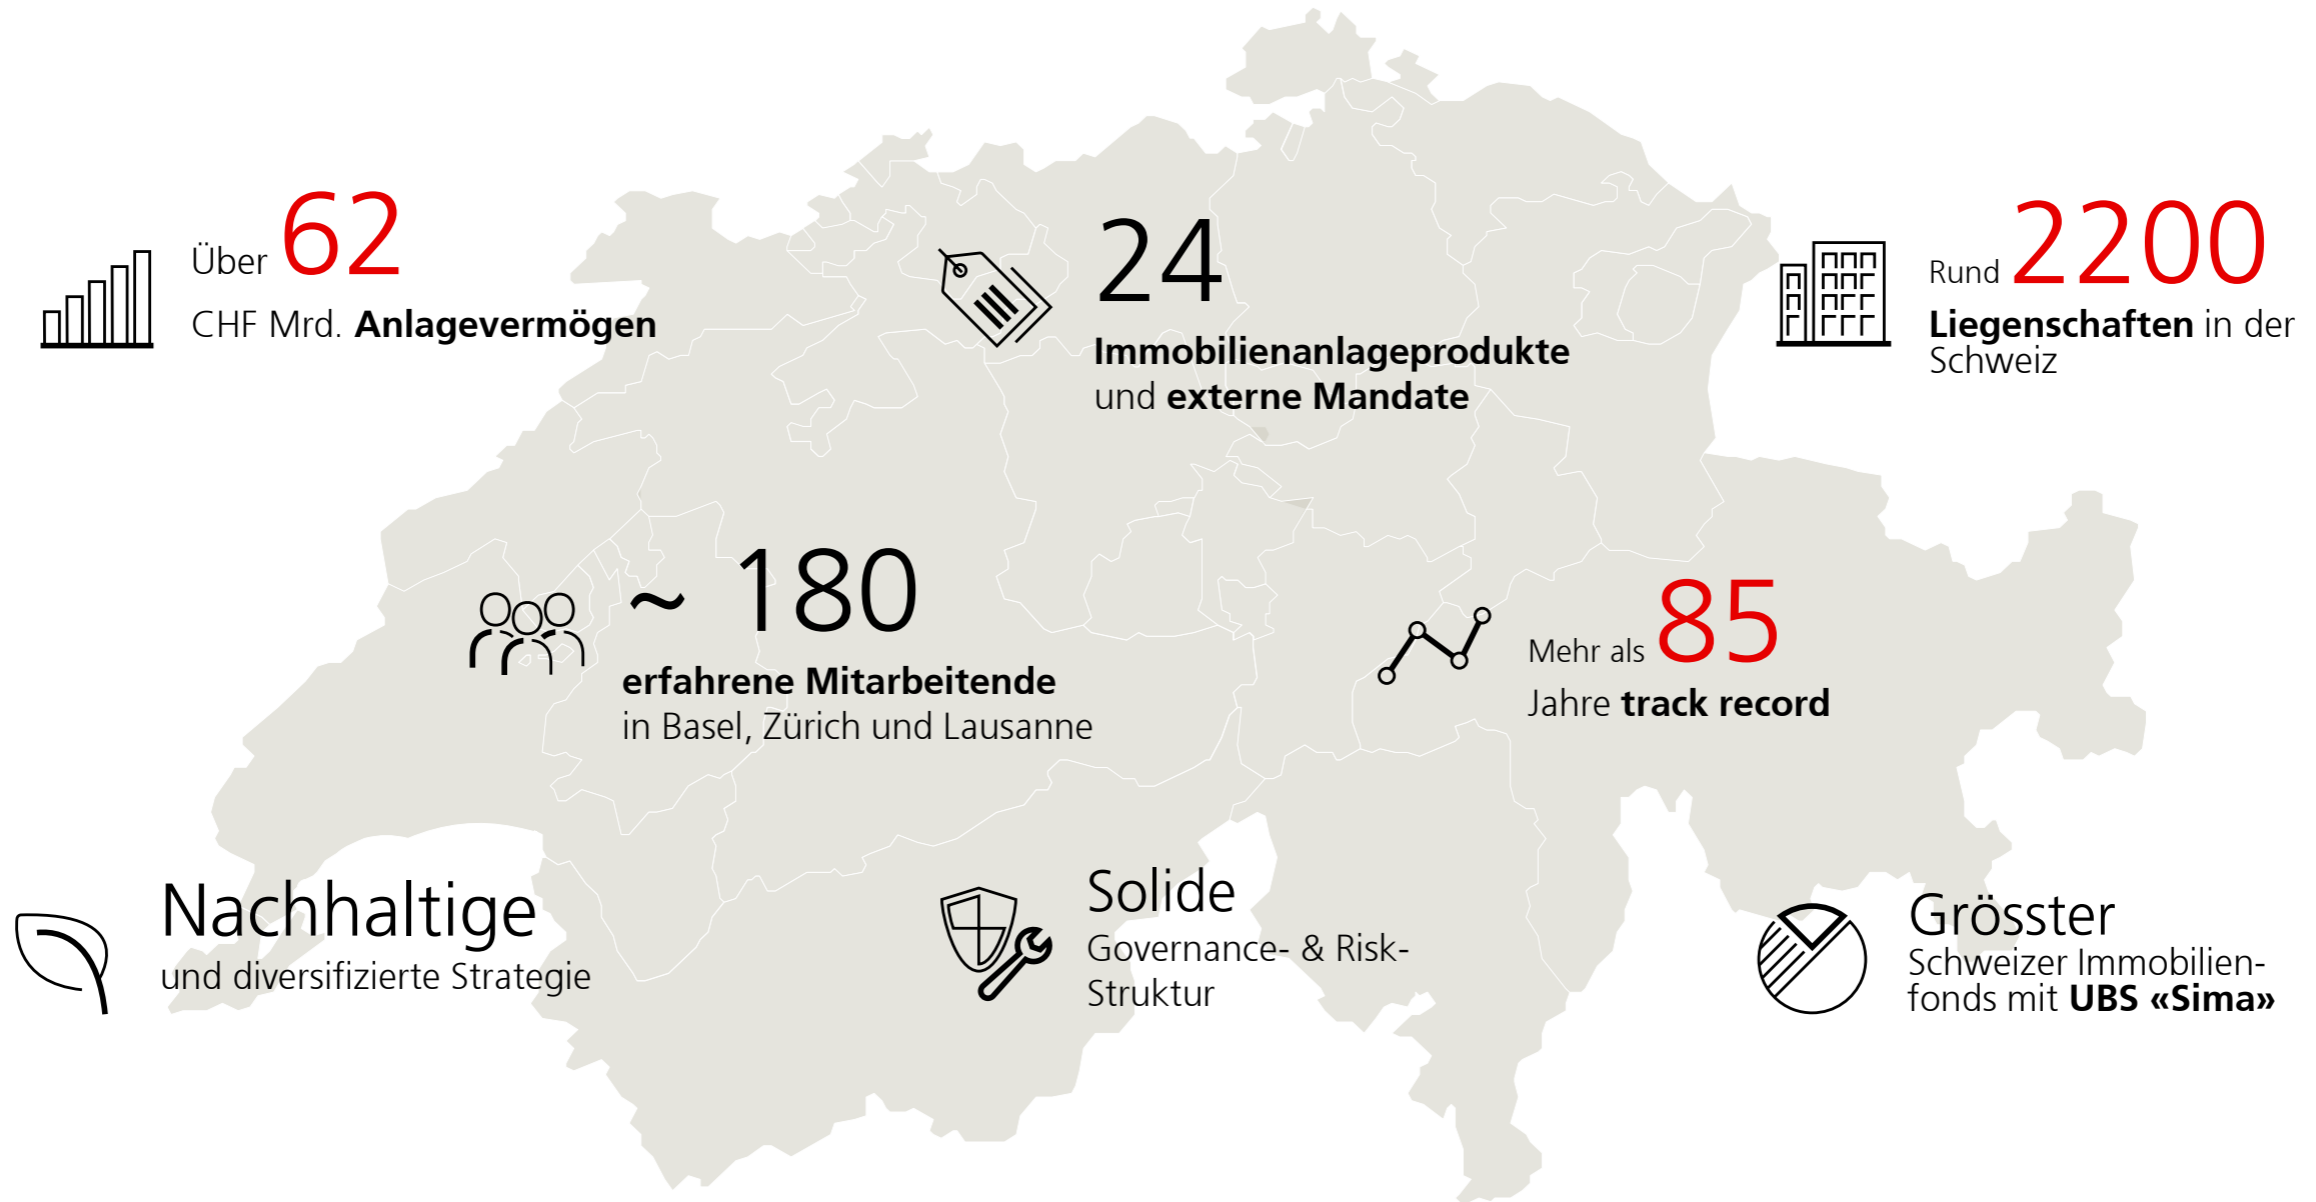 Über 62
CHF Mrd. Anlagevermögen
24
Immobilienanlageprodukte
und externe Mandate
Rund 2200
Liegenschaften in der
Schweiz
~ 180
erfahrene Mitarbeitende
in Basel, Zürich und Lausanne
Mehr als 85
Jahre track record
Nachhaltige
und diversifizierte Strategie
Solide
Governance- & Risk-
Struktur
Grösster
Schweizer Immobilien-
fonds mit UBS «Sima»